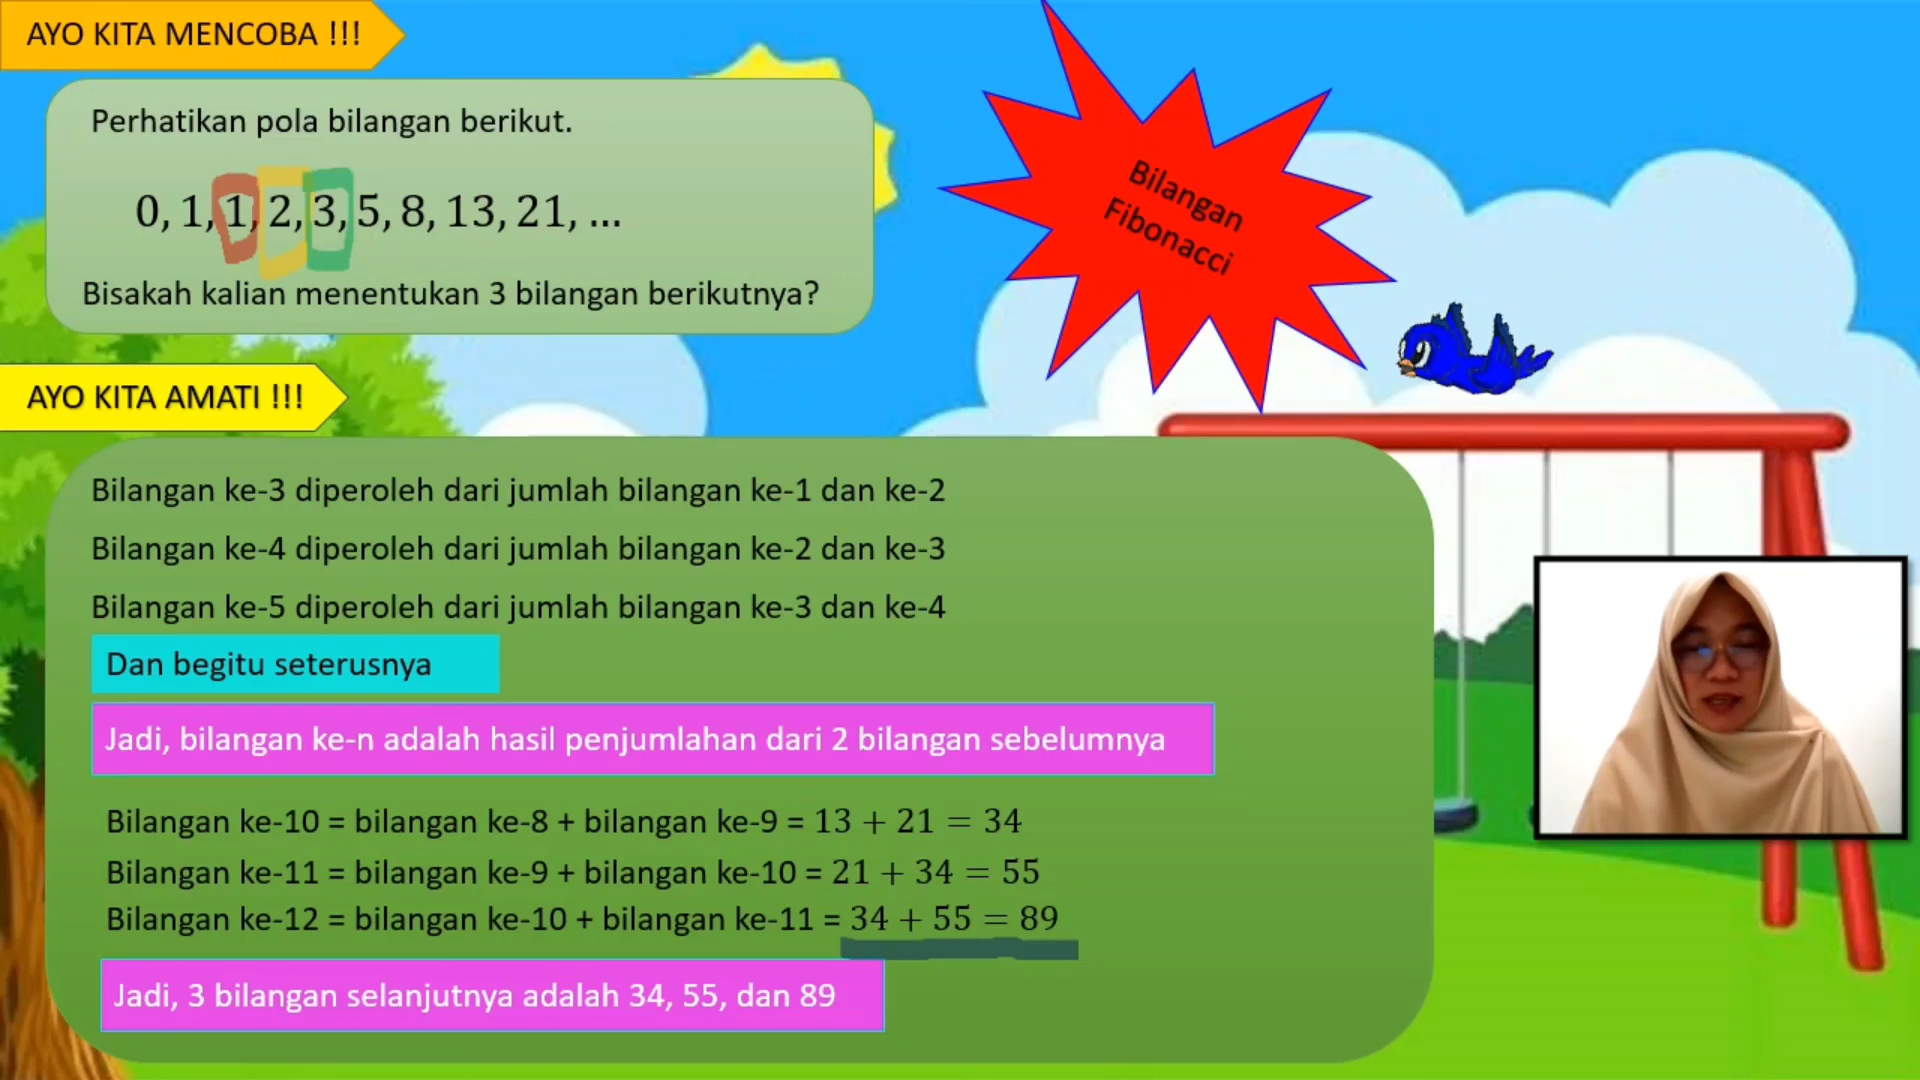 AYO KITA MENCOBA !!!
Perhatikan pola bilangan berikut.
0, 1, 1, 2, 3, 5, 8, 13, 21, ...
Bisakah kalian menentukan 3 bilangan berikutnya?
Bilangan
Fibonacci
AYO KITA AMATI !!!
Bilangan ke-3 diperoleh dari jumlah bilangan ke-1 dan ke-2
Bilangan ke-4 diperoleh dari jumlah bilangan ke-2 dan ke-3
Bilangan ke-5 diperoleh dari jumlah bilangan ke-3 dan ke-4
Dan begitu seterusnya
Jadi, bilangan ke-n adalah hasil penjumlahan dari 2 bilangan sebelumnya
Bilangan ke-10 = bilangan ke-8 + bilangan ke-9 = 13 + 21 = 34
Bilangan ke-11 = bilangan ke-9 + bilangan ke-10 = 21 + 34 = 55
Bilangan ke-12 = bilangan ke-10 + bilangan ke-11 = 34 + 55 = 89
Jadi, 3 bilangan selanjutnya adalah 34, 55, dan 89